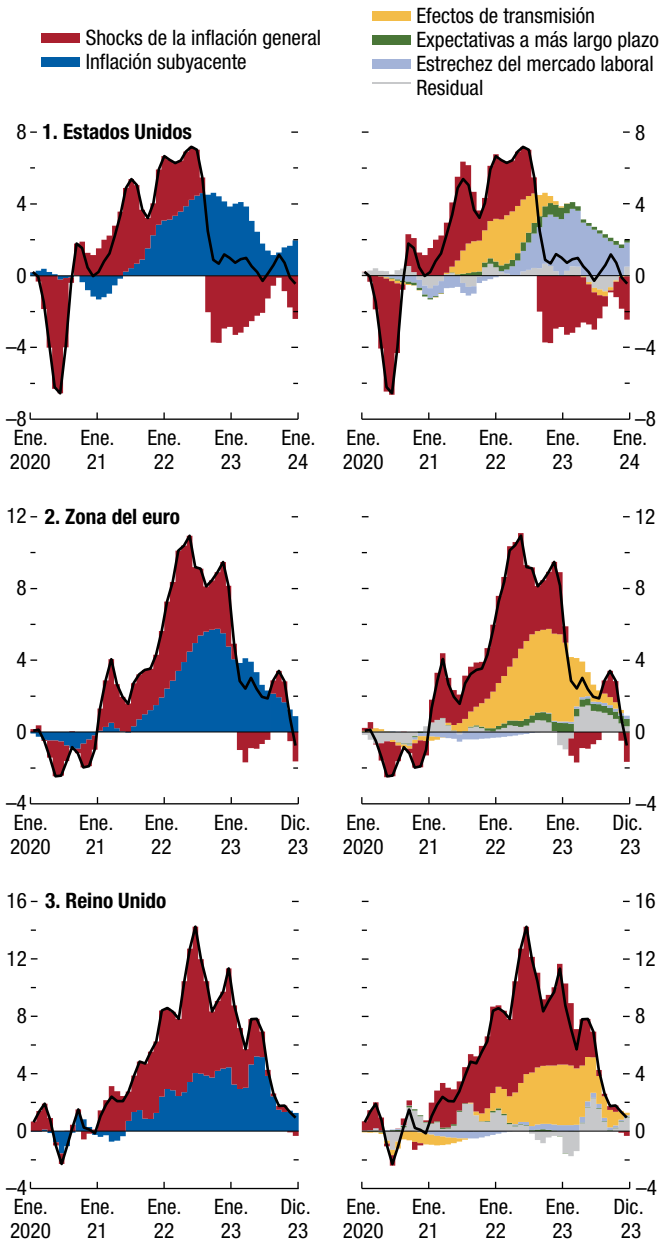 Shocks de la inflación general
Inflación subyacente
Efectos de transmisión
Expectativas a más largo plazo
Estrechez del mercado laboral
Residual
1. Estados Unidos
8
4
0
–4
–8
8
4
0
–4
–8
Ene. 2020
Ene. 21
Ene. 22
Ene. 23
Ene. 24
Ene. 2020
Ene. 21
Ene. 22
Ene. 23
Ene. 24
2. Zona del euro
12
8
4
0
–4
12
8
4
0
–4
Ene. 2020
Ene. 21
Ene. 22
Ene. 23
Dic. 23
Ene. 2020
Ene. 21
Ene. 22
Ene. 23
Dic. 23
3. Reino Unido
16
12
8
4
0
–4
16
12
8
4
0
–4
Ene. 2020
Ene. 21
Ene. 22
Ene. 23
Dic. 23
Ene. 2020
Ene. 21
Ene. 22
Ene. 23
Dic. 23